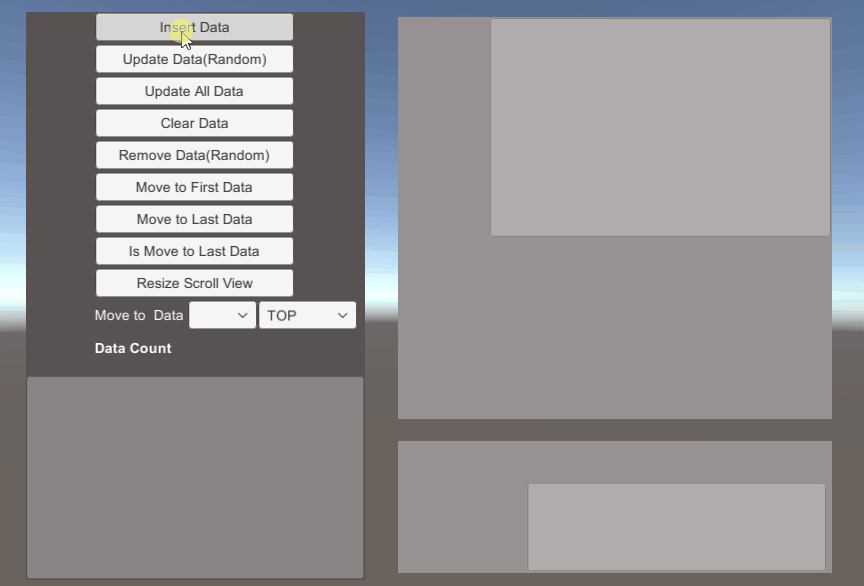 Insert Data
Update Data(Random)
Update All Data
Clear Data
Remove Data(Random)
Move to First Data
Move to Last Data
Is Move to Last Data
Resize Scroll View
Move to Data TOP
Data Count